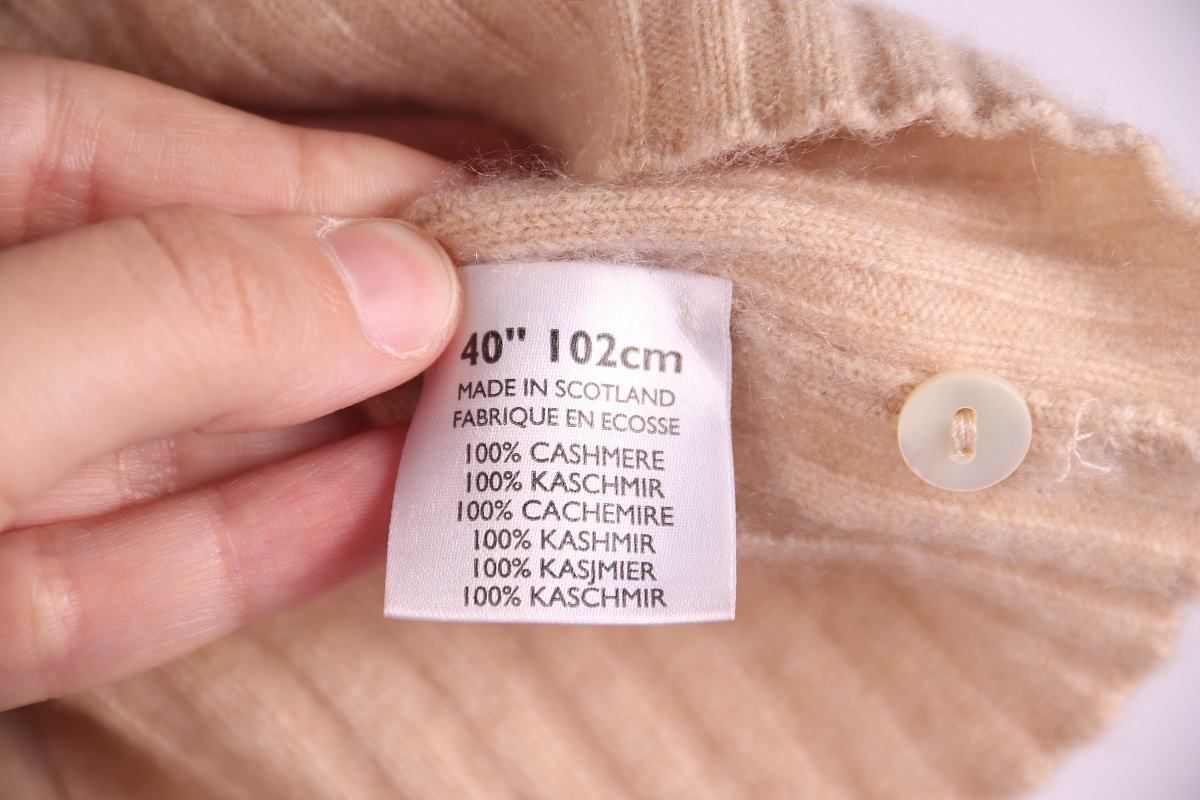 40" 102cm
MADE IN SCOTLAND
FABRIQUE EN ECOSSE
100% CASHMERE
100% KASCHMIR
100% CACHEMIRE
100% KASHMIR
100% KASJMIER
100% KASCHMIR